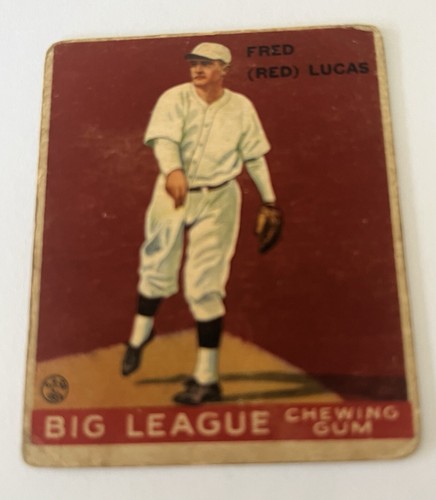 FRED
(RED) LUCAS
BIG LEAGUE CHEWING
GUM